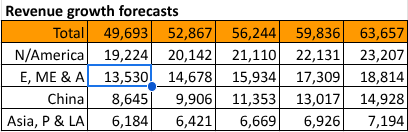 Revenue growth forecasts
Total 49,693 52,867 56,244 59,836 63,657
N/America 19,224 20,142 21,110 22,131 23,207
E, ME & A 13,530 14,678 15,934 17,309 18,814
China 8,645 9,906 11,353 13,017 14,928
Asia, P & LA 6,184 6,421 6,669 6,926 7,194